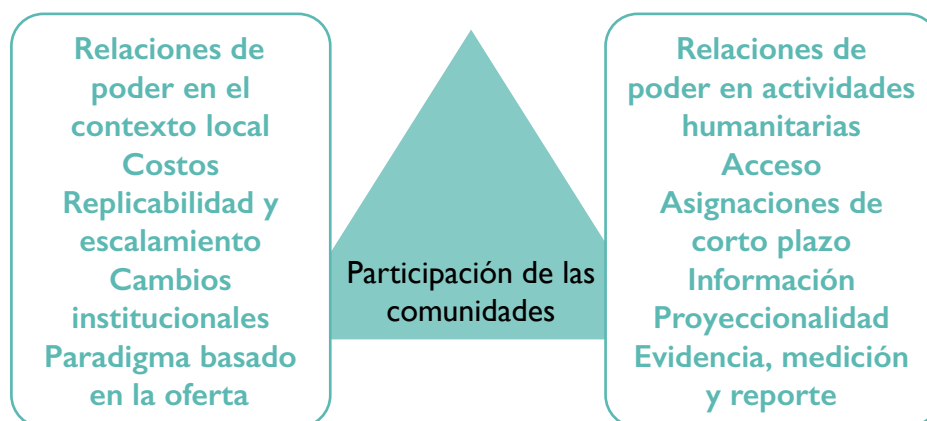 Relaciones de
poder en el
contexto local
Costos
Replicabilidad y
escalamiento
Cambios
institucionales
Paradigma basado
en la oferta
Participación de las
comunidades
Relaciones de
poder en actividades
humanitarias
Acceso
Asignaciones de
corto plazo
Información
Proyeccionalidad
Evidencia, medición
y reporte